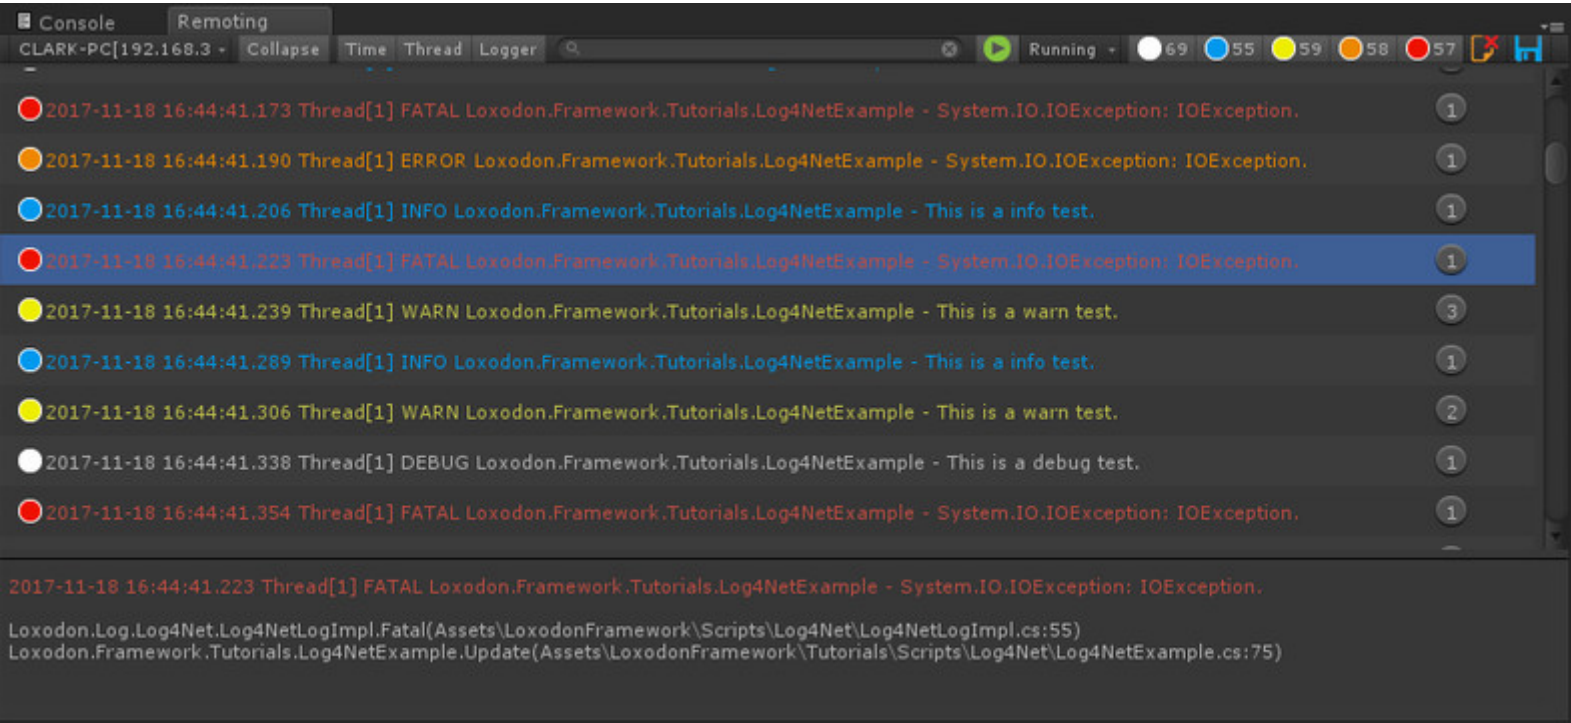 Console Remoting
CLARK-PC[192.168.3 Collapse Time Thread Logger Running 69 55 59 58 57
2017-11-18 16:44:41.173 Thread[1] FATAL Loxodon.Framework.Tutorials.Log4NetExample - System.IO.IOException: IOException. 1
2017-11-18 16:44:41.190 Thread[1] ERROR Loxodon.Framework.Tutorials.Log4NetExample - System.IO.IOException: IOException. 1
2017-11-18 16:44:41.206 Thread[1] INFO Loxodon.Framework.Tutorials.Log4NetExample - This is a info test. 1
2017-11-18 16:44:41.223 Thread[1] FATAL Loxodon.Framework.Tutorials.Log4NetExample - System.IO.IOException: IOException. 1
2017-11-18 16:44:41.239 Thread[1] WARN Loxodon.Framework.Tutorials.Log4NetExample - This is a warn test. 3
2017-11-18 16:44:41.289 Thread[1] INFO Loxodon.Framework.Tutorials.Log4NetExample - This is a info test. 1
2017-11-18 16:44:41.306 Thread[1] WARN Loxodon.Framework.Tutorials.Log4NetExample - This is a warn test. 2
2017-11-18 16:44:41.338 Thread[1] DEBUG Loxodon.Framework.Tutorials.Log4NetExample - This is a debug test. 1
2017-11-18 16:44:41.354 Thread[1] FATAL Loxodon.Framework.Tutorials.Log4NetExample - System.IO.IOException: IOException. 1
2017-11-18 16:44:41.223 Thread[1] FATAL Loxodon.Framework.Tutorials.Log4NetExample - System.IO.IOException: IOException.
Loxodon.Log.Log4Net.Log4NetLogImpl.Fatal(Assets\LoxodonFramework\Scripts\Log4Net\Log4NetLogImpl.cs:55)
Loxodon.Framework.Tutorials.Log4NetExample.Update(Assets\LoxodonFramework\Tutorials\Scripts\Log4Net\Log4NetExample.cs:75)